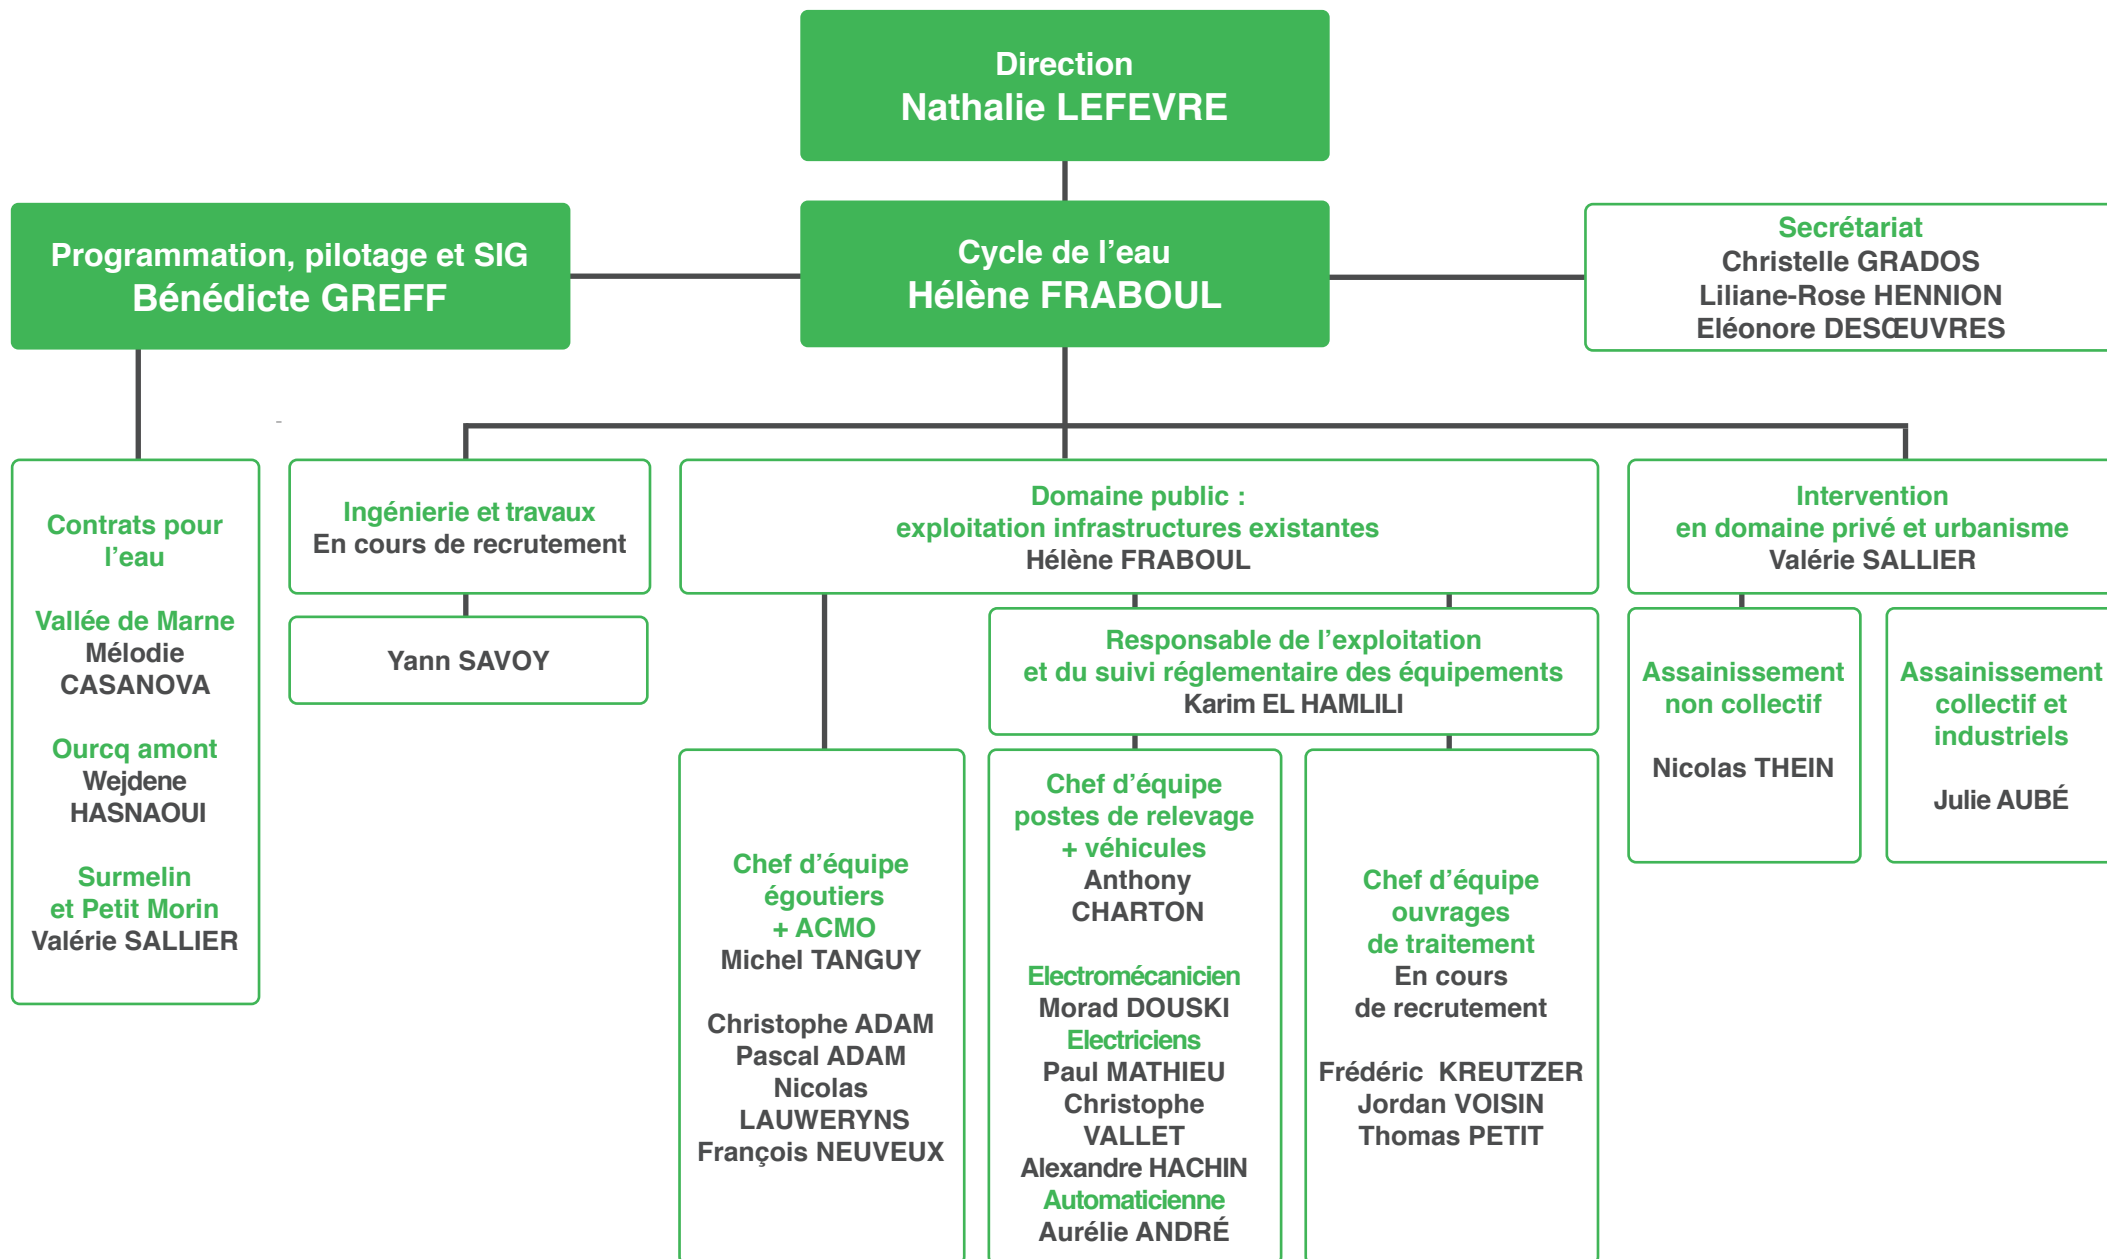 Direction
Nathalie LEFEVRE
Programmation, pilotage et SIG
Bénédicte GREFF
Cycle de l’eau
Hélène FRABOUL
Secrétariat
Christelle GRADOS
Liliane-Rose HENNION
Eléonore DESŒUVRES
Contrats pour
l’eau
Vallée de Marne
Mélodie
CASANOVA
Ourcq amont
Wejdene
HASNAOUI
Surmelin
et Petit Morin
Valérie SALLIER
Ingénierie et travaux
En cours de recrutement
Yann SAVOY
Domaine public :
exploitation infrastructures existantes
Hélène FRABOUL
Responsable de l’exploitation
et du suivi réglementaire des équipements
Karim EL HAMLILI
Chef d’équipe
égoutiers
+ ACMO
Michel TANGUY
Christophe ADAM
Pascal ADAM
Nicolas
LAUWERYNS
François NEUVEUX
Chef d’équipe
postes de relevage
+ véhicules
Anthony
CHARTON
Electromécanicien
Morad DOUSKI
Electriciens
Paul MATHIEU
Christophe
VALLET
Alexandre HACHIN
Automaticienne
Aurélie ANDRÉ
Chef d’équipe
ouvrages
de traitement
En cours
de recrutement
Frédéric  KREUTZER
Jordan VOISIN
Thomas PETIT
Intervention
en domaine privé et urbanisme
Valérie SALLIER
Assainissement
non collectif
Nicolas THEIN
Assainissement
collectif et
industriels
Julie AUBÉ